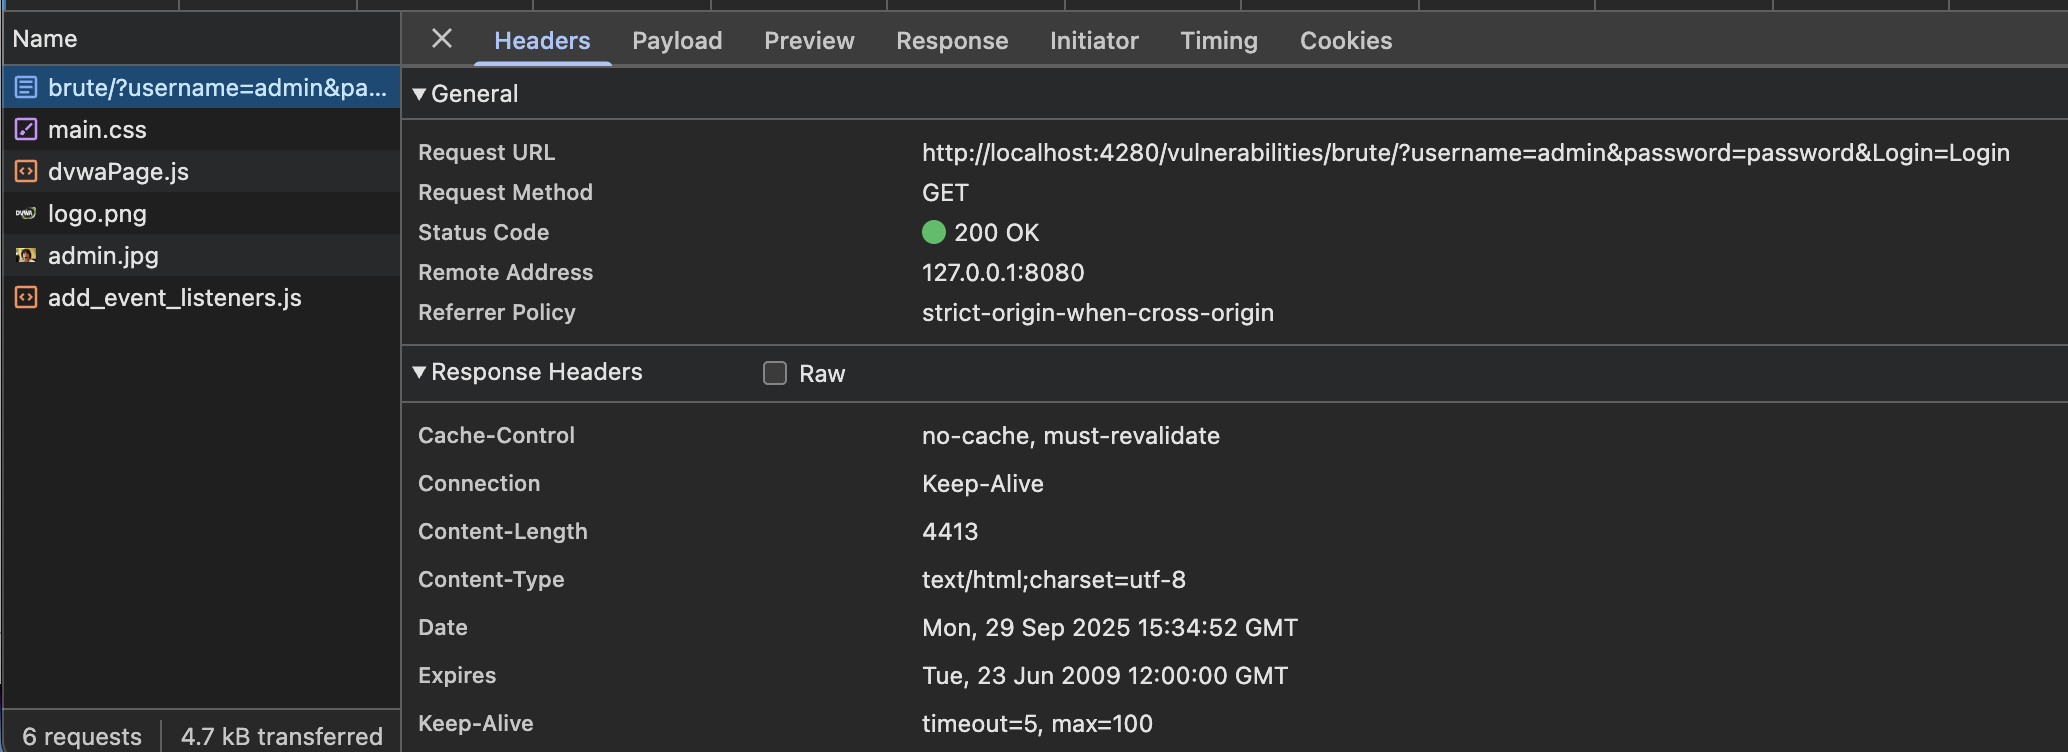 Name
brute/?username=admin&pa...
main.css
dvwaPage.js
logo.png
admin.jpg
add_event_listeners.js
6 requests 4.7 kB transferred
Headers Payload Preview Response Initiator Timing Cookies
General
Request URL http://localhost:4280/vulnerabilities/brute/?username=admin&password=password&Login=Login
Request Method GET
Status Code 200 OK
Remote Address 127.0.0.1:8080
Referrer Policy strict-origin-when-cross-origin
Response Headers Raw
Cache-Control no-cache, must-revalidate
Connection Keep-Alive
Content-Length 4413
Content-Type text/html;charset=utf-8
Date Mon, 29 Sep 2025 15:34:52 GMT
Expires Tue, 23 Jun 2009 12:00:00 GMT
Keep-Alive timeout=5, max=100